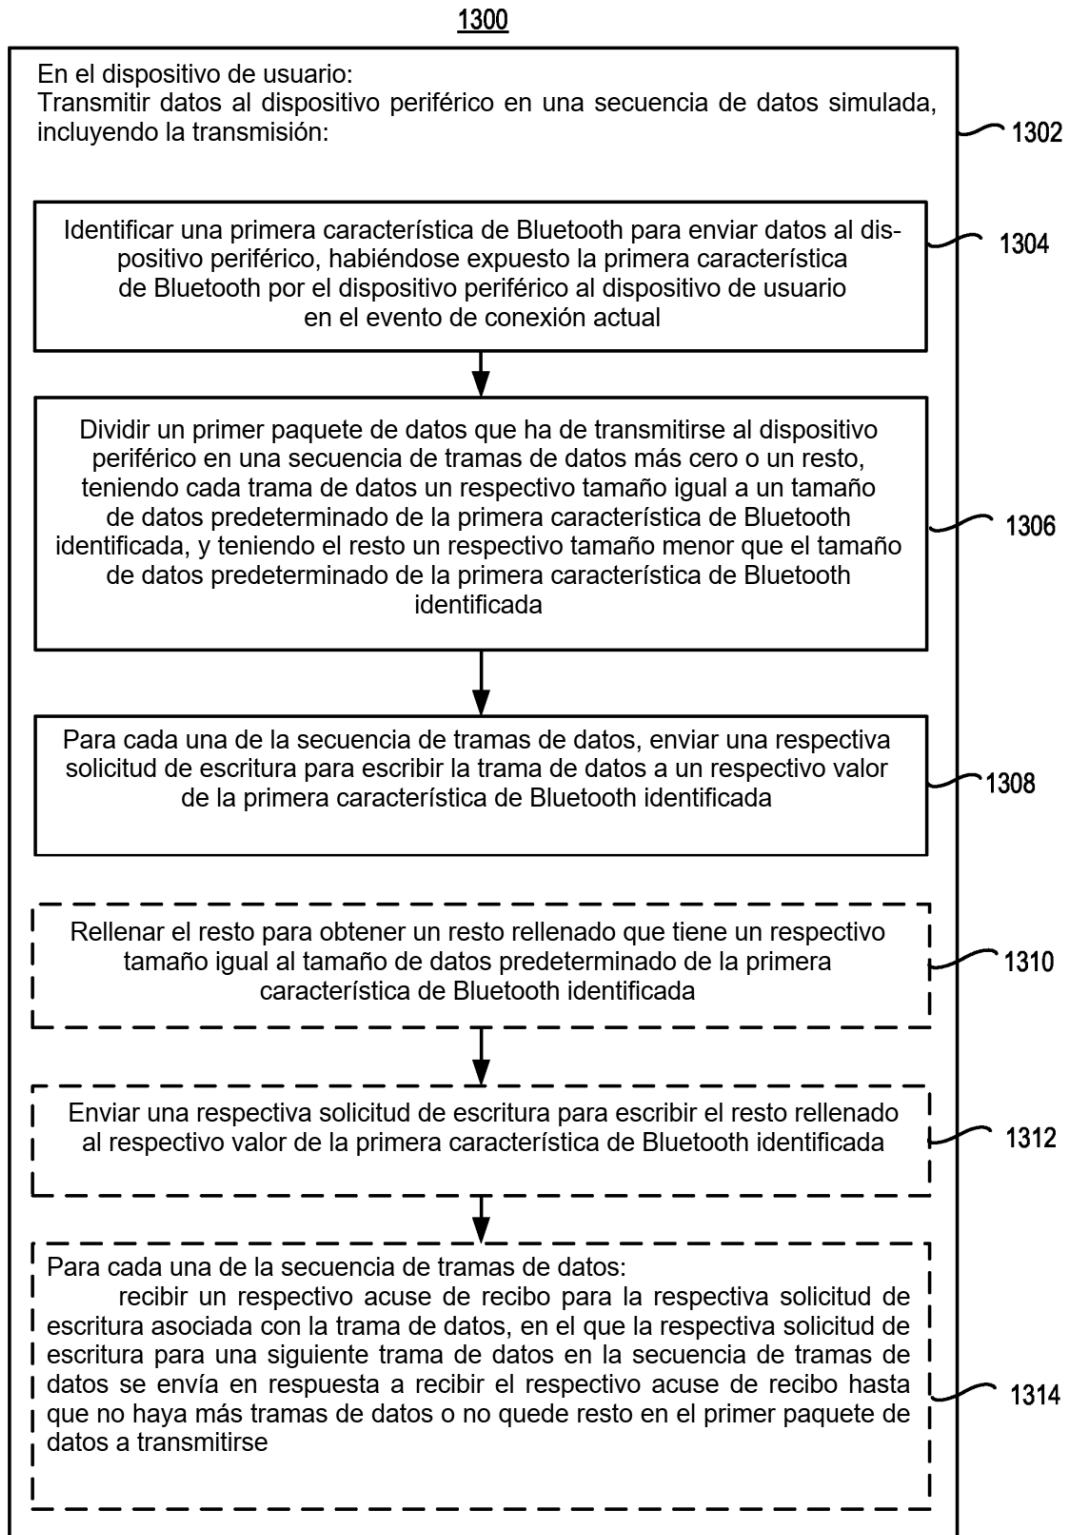 1300
En el dispositivo de usuario:
Transmitir datos al dispositivo periférico en una secuencia de datos simulada,
incluyendo la transmisión:
1302
Identificar una primera característica de Bluetooth para enviar datos al dis-
positivo periférico, habiéndose expuesto la primera característica
de Bluetooth por el dispositivo periférico al dispositivo de usuario
en el evento de conexión actual
1304
Dividir un primer paquete de datos que ha de transmitirse al dispositivo
periférico en una secuencia de tramas de datos más cero o un resto,
teniendo cada trama de datos un respectivo tamaño igual a un tamaño
de datos predeterminado de la primera característica de Bluetooth
identificada, y teniendo el resto un respectivo tamaño menor que el tamaño
de datos predeterminado de la primera característica de Bluetooth
identificada
1306
Para cada una de la secuencia de tramas de datos, enviar una respectiva
solicitud de escritura para escribir la trama de datos a un respectivo valor
de la primera característica de Bluetooth identificada
1308
Rellenar el resto para obtener un resto rellenado que tiene un respectivo
tamaño igual al tamaño de datos predeterminado de la primera
característica de Bluetooth identificada
1310
Enviar una respectiva solicitud de escritura para escribir el resto rellenado
al respectivo valor de la primera característica de Bluetooth identificada
1312
Para cada una de la secuencia de tramas de datos:
recibir un respectivo acuse de recibo para la respectiva solicitud de
escritura asociada con la trama de datos, en el que la respectiva solicitud de
escritura para una siguiente trama de datos en la secuencia de tramas de
datos se envía en respuesta a recibir el respectivo acuse de recibo hasta
que no haya más tramas de datos o no quede resto en el primer paquete de
datos a transmitirse
1314